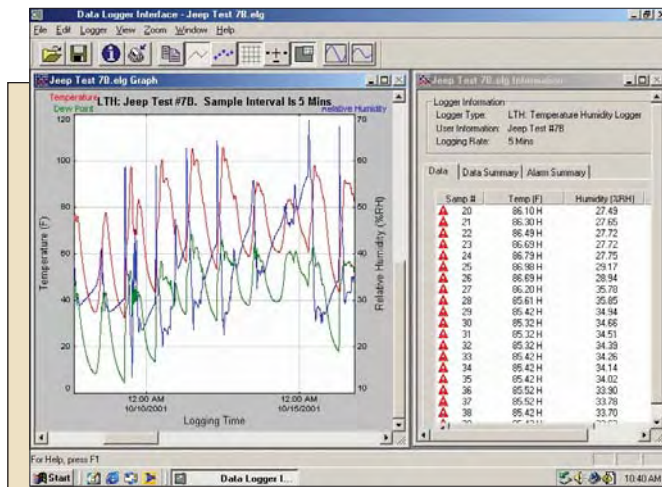 Data Logger Interface - Jeep Test 7B.elg
File Edit Logger View Zoom Window Help
Jeep Test 7B.elg Graph
Temperature
LTH: Jeep Test #7B. Sample Interval Is 5 Mins
Relative Humidity
Dew Point
120
100
80
60
40
20
0
Temperature (F)
70
60
50
40
30
20
10
Relative Humidity (%RH)
12:00 AM
10/10/2001
12:00 AM
10/15/2001
Logging Time
Jeep Test 7B.elg Information
Logger Information
Logger Type: LTH: Temperature Humidity Logger
User Information: Jeep Test #7B
Logging Rate: 5 Mins
Data Data Summary Alarm Summary
Samp # Temp (F) Humidity (%RH)
20 86.10 H 27.49
21 86.30 H 27.65
22 86.49 H 27.72
23 86.69 H 27.72
24 86.79 H 27.75
25 86.98 H 29.17
26 86.69 H 28.94
27 86.20 H 35.78
28 85.61 H 35.85
29 85.42 H 34.94
30 85.32 H 34.66
31 85.32 H 34.51
32 85.32 H 34.39
33 85.42 H 34.26
34 85.42 H 34.14
35 85.42 H 34.02
36 85.52 H 33.90
37 85.52 H 33.78
38 85.42 H 33.70
For Help, press F1
Start
Data Logger I...
10:40 AM